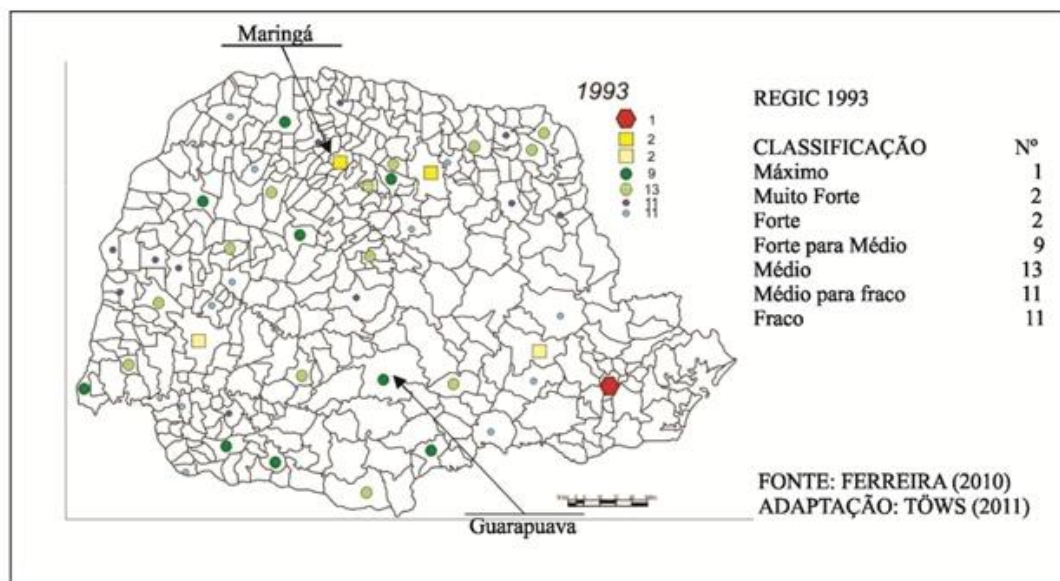 Maringá
1993
1
2
2
9
13
11
11
REGIC 1993
CLASSIFICAÇÃO Nº
Máximo 1
Muito Forte 2
Forte 2
Forte para Médio 9
Médio 13
Médio para fraco 11
Fraco 11
FONTE: FERREIRA (2010)
ADAPTAÇÃO: TÖWS (2011)
Guarapuava